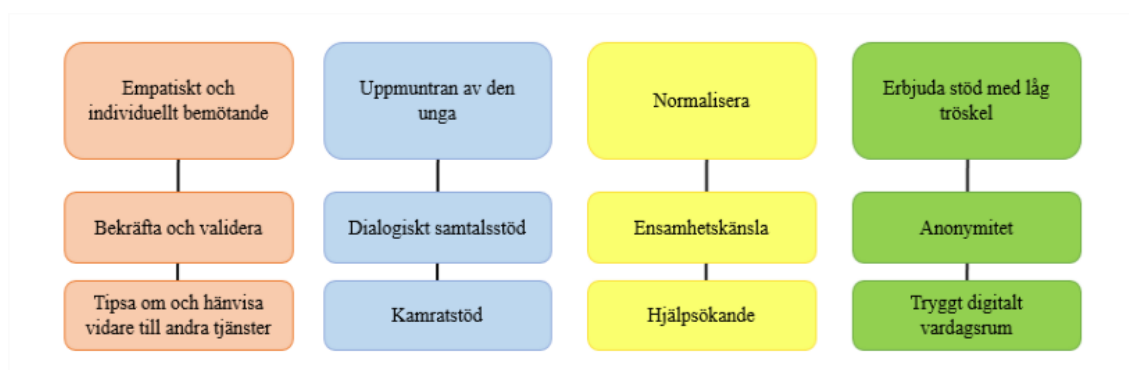 Empatiskt och
individuellt bemötande
Bekräfta och validera
Tipsa om och hänvisa
vidare till andra tjänster
Uppmuntran av den
unga
Dialogiskt samtalsstöd
Kamratstöd
Normalisera
Ensamhetskänsla
Hjälpsökande
Erbjuda stöd med låg
tröskel
Anonymitet
Tryggt digitalt
vardagsrum